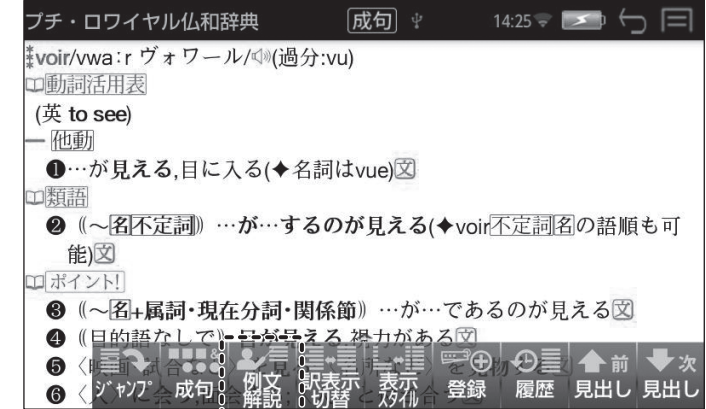 プチ・ロワイヤル仏和辞典 成句 14:25
voir/vwa:r ヴォワール/(過分:vu)
動詞活用表
(英 to see)
他動
❶…が見える,目に入る(◆名詞はvue)文
類語
❷ ⸨〜名不定詞⸩ …が…するのが見える(◆voir不定詞名の語順も可
能)文
ポイント!
❸ ⸨〜名+属詞・現在分詞・関係節⸩ …が…であるのが見える文
❹ ⸨目的語なしで⸩ 目が見える,視力がある文
❺
❻
ジャンプ 成句 例文解説 訳表示切替 表示スタイル 登録 履歴 前見出し 次見出し